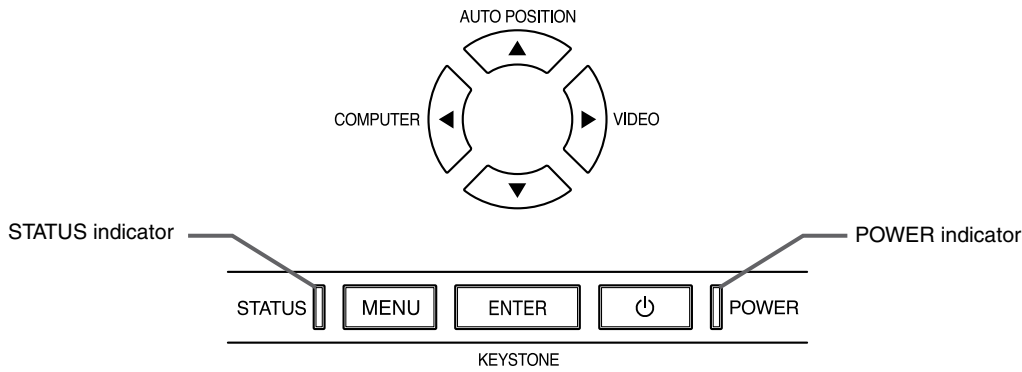 AUTO POSITION
COMPUTER
VIDEO
STATUS indicator
POWER indicator
STATUS
MENU
ENTER
POWER
KEYSTONE